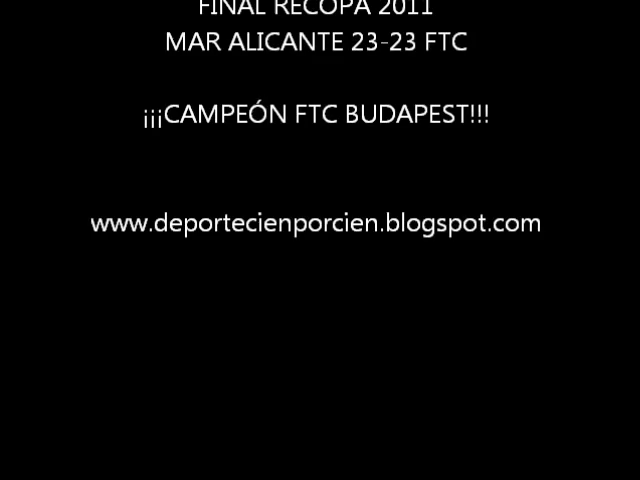 FINAL RECOPA 2011
MAR ALICANTE 23-23 FTC
¡¡¡CAMPEÓN FTC BUDAPEST!!!
www.deportecienporcien.blogspot.com